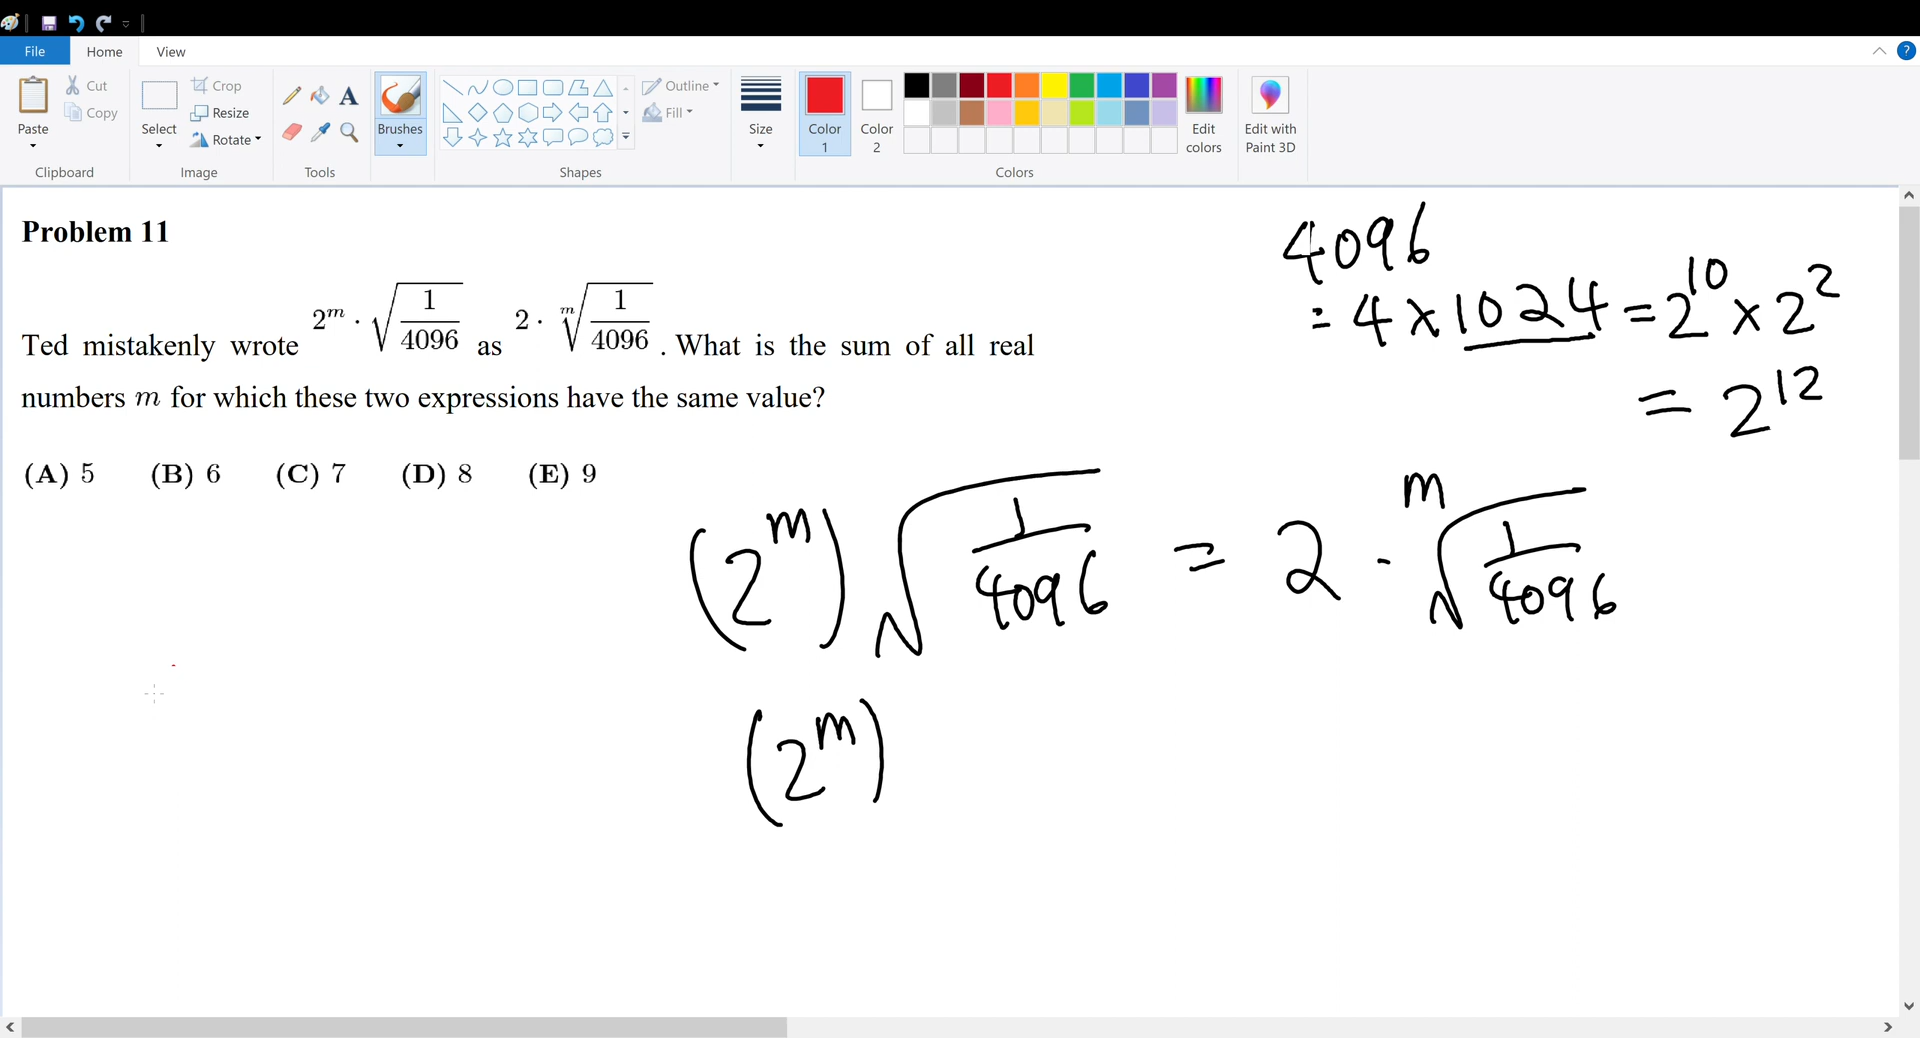 File Home View
Paste Cut Copy Clipboard
Select Crop Resize Rotate Image
Tools
Brushes
Shapes
Outline Fill
Size
Color 1 Color 2
Edit colors
Edit with Paint 3D
Colors
Problem 11
Ted mistakenly wrote 2^m · √(1/4096) as 2 · ᵐ√(1/4096). What is the sum of all real
numbers m for which these two expressions have the same value?
(A) 5 (B) 6 (C) 7 (D) 8 (E) 9
4096
= 4 × 1024 = 2^10 × 2^2
= 2^12
(2^m) √(1/4096) = 2 · ᵐ√(1/4096)
(2^m)